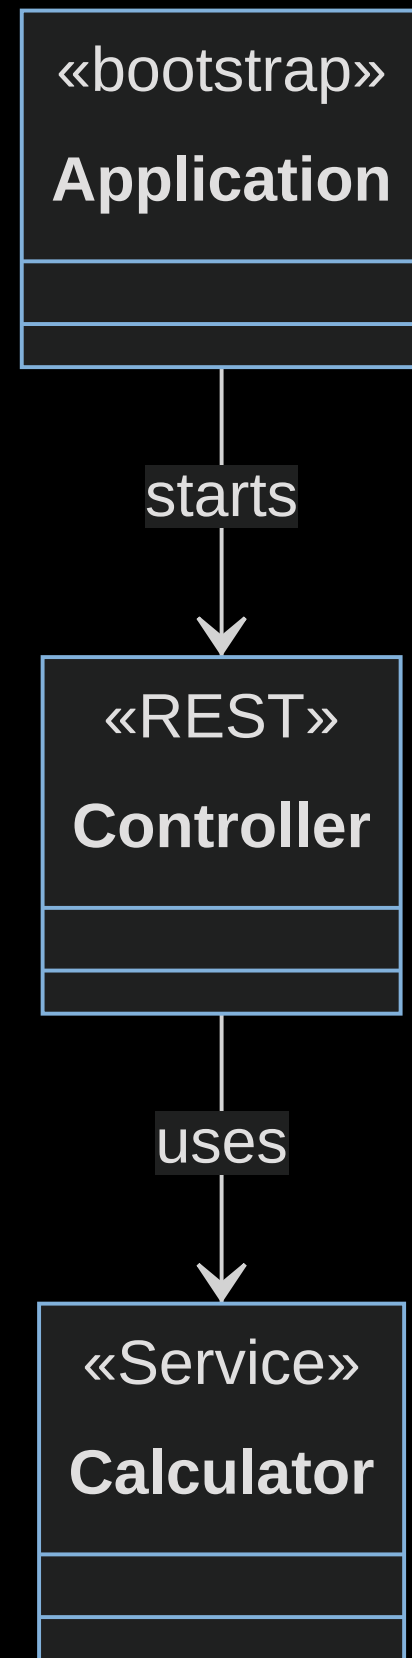 «bootstrap»
Application
starts
«REST»
Controller
uses
«Service»
Calculator